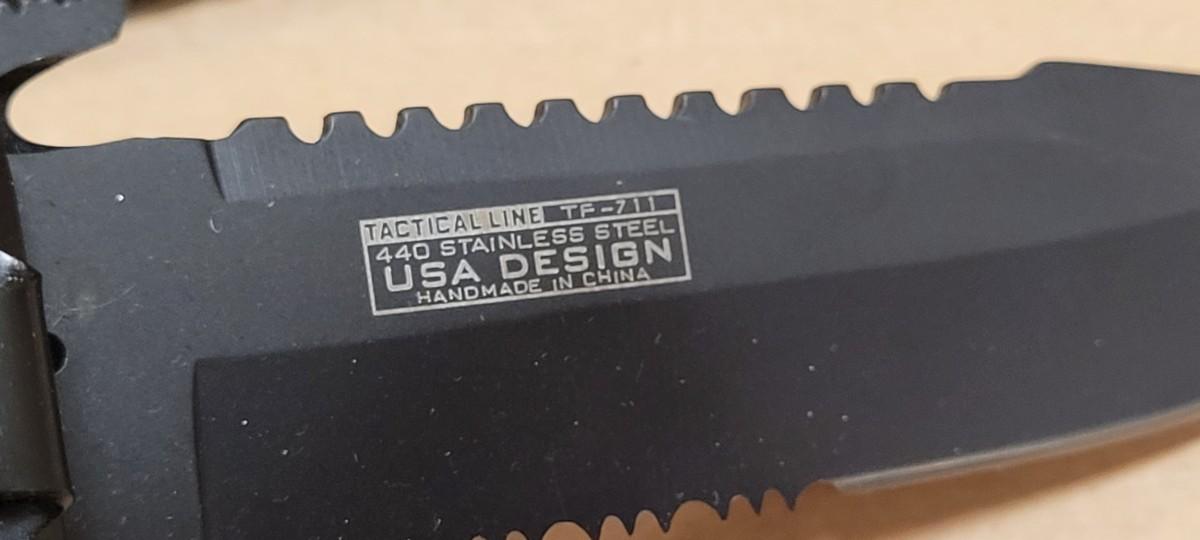 TACTICAL LINE TF-711
440 STAINLESS STEEL
USA DESIGN
HANDMADE IN CHINA